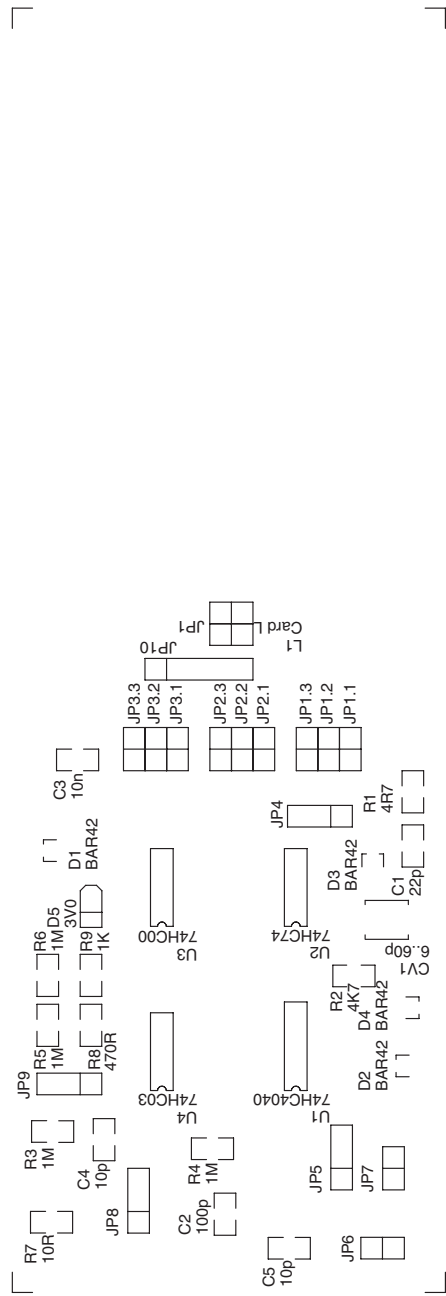 JP1
L1
Card L
JP10
JP3.3
JP3.2
JP3.1
JP2.3
JP2.2
JP2.1
JP1.3
JP1.2
JP1.1
C3
10n
JP4
R1
4R7
D1
BAR42
D3
BAR42
C1
22p
D5
3V0
U3
74HC00
U2
74HC74
CV1
6..60p
R6
1M
R9
1K
R2
4K7
D4
BAR42
R5
1M
R8
470R
JP9
U4
74HC03
U1
74HC4040
D2
BAR42
R3
1M
C4
10p
R4
1M
JP8
JP5
JP7
R7
10R
C2
100p
C5
10p
JP6